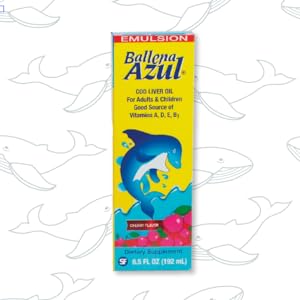 EMULSION
Ballena
Azul®
COD LIVER OIL
For Adults & Children
Good Source of
Vitamins A, D, E, B₁
CHERRY FLAVOR
Dietary Supplement
SF
6.5 FL OZ (192 mL)